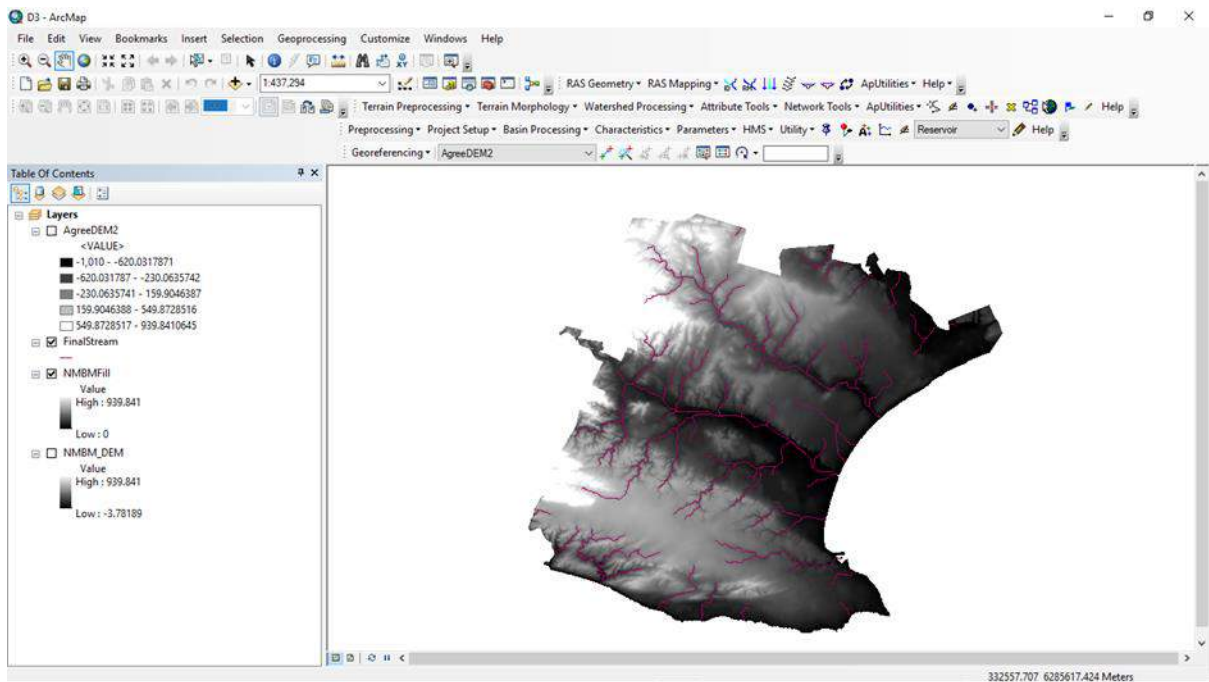 D3 - ArcMap
File Edit View Bookmarks Insert Selection Geoprocessing Customize Windows Help
1:437,294
RAS Geometry RAS Mapping ApUtilities Help
Terrain Preprocessing Terrain Morphology Watershed Processing Attribute Tools Network Tools ApUtilities Help
Preprocessing Project Setup Basin Processing Characteristics Parameters HMS Utility Reservoir Help
Georeferencing AgreeDEM2
Table Of Contents
Layers
AgreeDEM2
<VALUE>
-1,010 - -620.0317871
-620.031787 - -230.0635742
-230.0635741 - 159.9046387
159.9046388 - 549.8728516
549.8728517 - 939.8410645
FinalStream
NMBMFill
Value
High : 939.841
Low : 0
NMBM_DEM
Value
High : 939.841
Low : -3.78189
332557.707 6285617.424 Meters